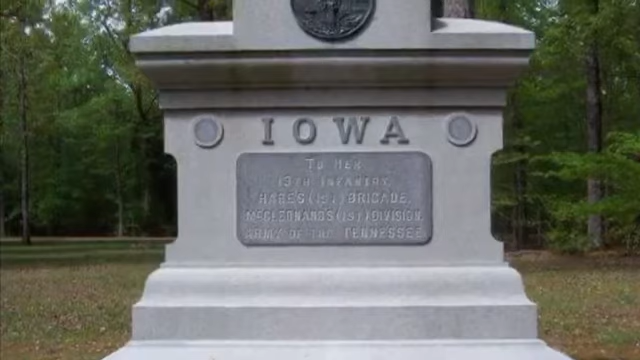 IOWA
TO HER
13TH INFANTRY,
HARE'S (1ST) BRIGADE,
MCCLERNAND'S (1ST) DIVISION,
ARMY OF THE TENNESSEE